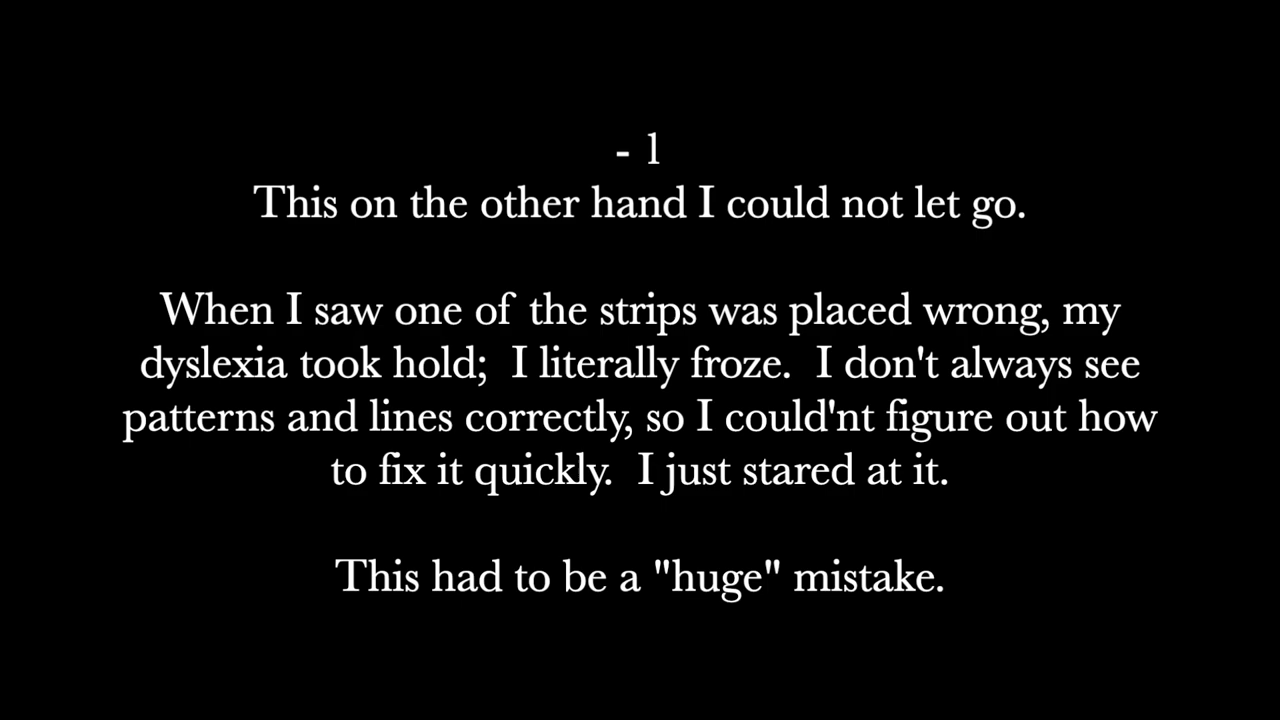 - 1
This on the other hand I could not let go.
When I saw one of the strips was placed wrong, my
dyslexia took hold;  I literally froze.  I don't always see
patterns and lines correctly, so I could'nt figure out how
to fix it quickly.  I just stared at it.
This had to be a "huge" mistake.